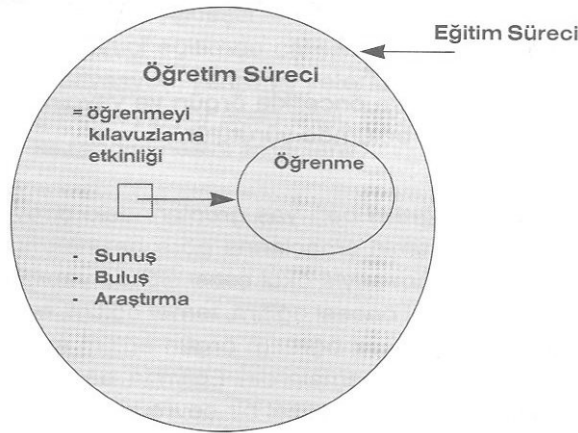 Eğitim Süreci
Öğretim Süreci
= öğrenmeyi
kılavuzlama
etkinliği
Öğrenme
- Sunuş
- Buluş
- Araştırma